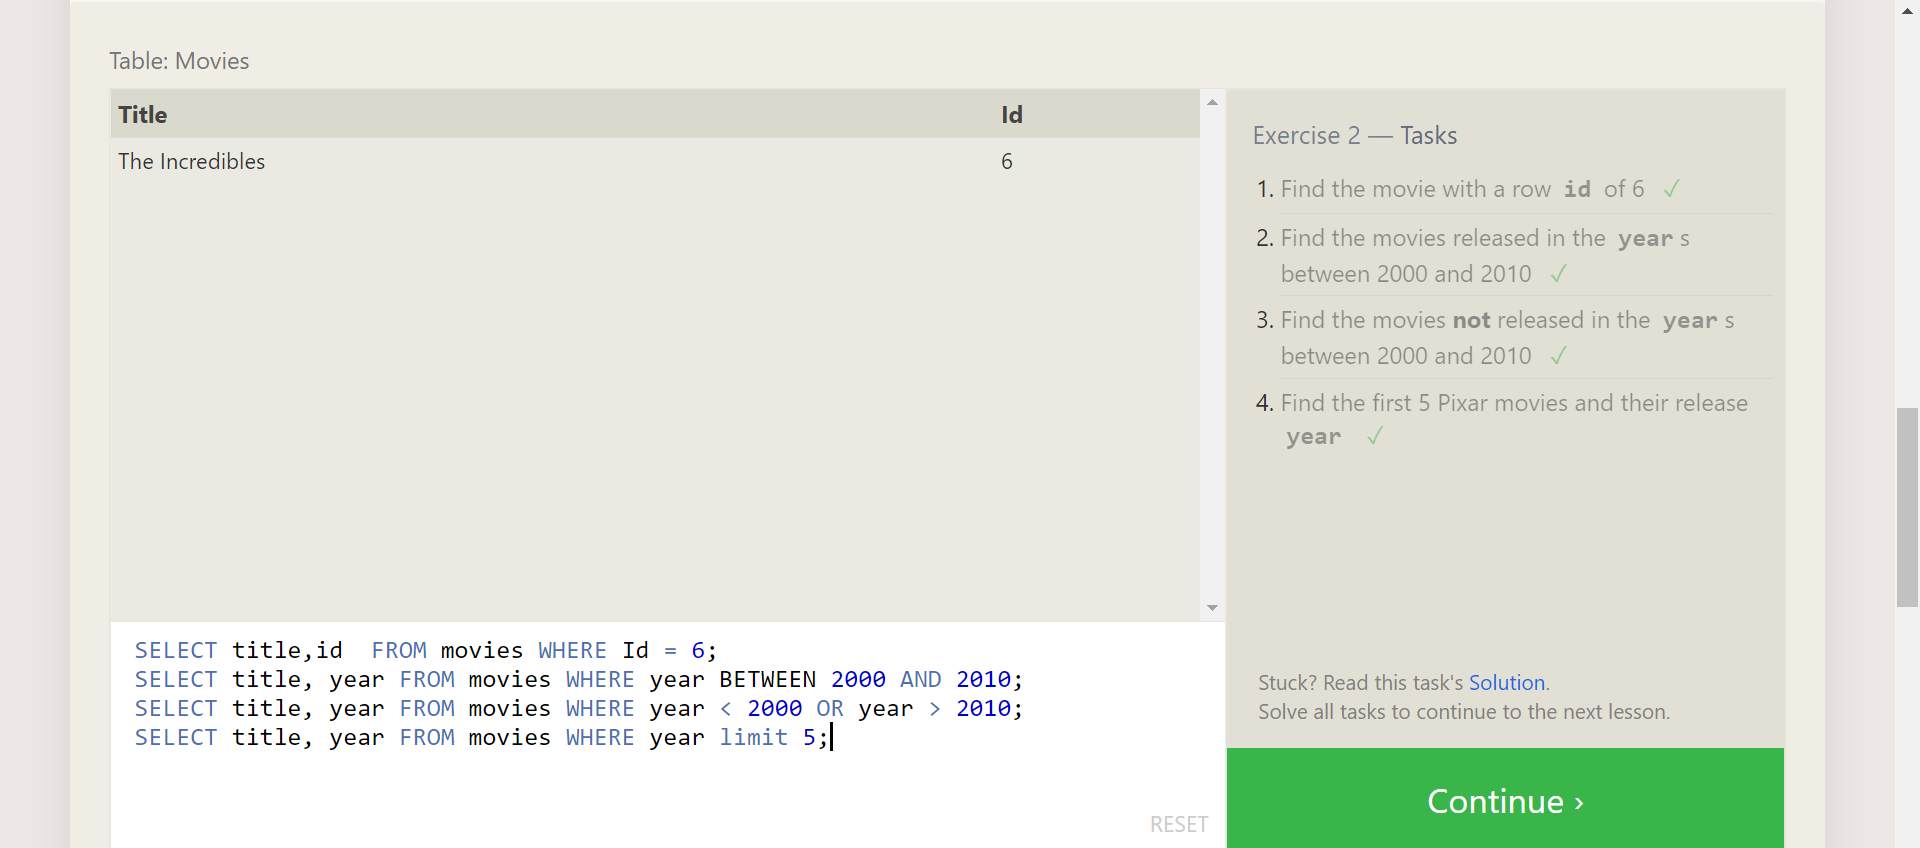 Table: Movies
Title Id
The Incredibles 6
SELECT title,id  FROM movies WHERE Id = 6;
SELECT title, year FROM movies WHERE year BETWEEN 2000 AND 2010;
SELECT title, year FROM movies WHERE year < 2000 OR year > 2010;
SELECT title, year FROM movies WHERE year limit 5;
RESET
Exercise 2 — Tasks
1. Find the movie with a row id of 6 ✓
2. Find the movies released in the year s
between 2000 and 2010 ✓
3. Find the movies not released in the year s
between 2000 and 2010 ✓
4. Find the first 5 Pixar movies and their release
year ✓
Stuck? Read this task's Solution.
Solve all tasks to continue to the next lesson.
Continue ›